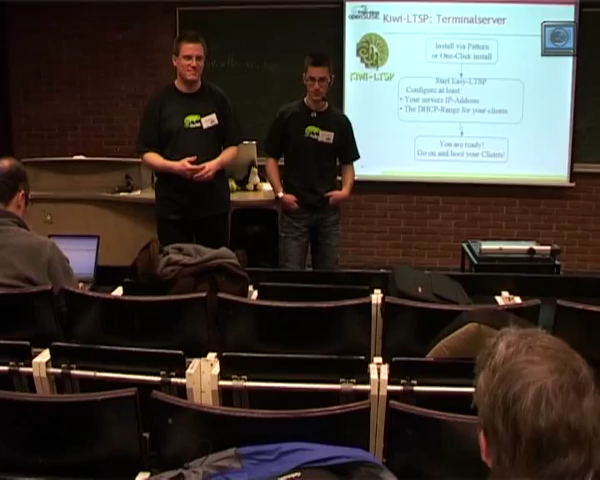 openSUSE
Kiwi-LTSP: Terminalserver
KIWI-LTSP
Install via Pattern
or One-Click install
Start Easy-LTSP
Configure at least:
• Your servers IP-Address
• The DHCP-Range for your clients
You are ready!
Go on and boot your Clients!